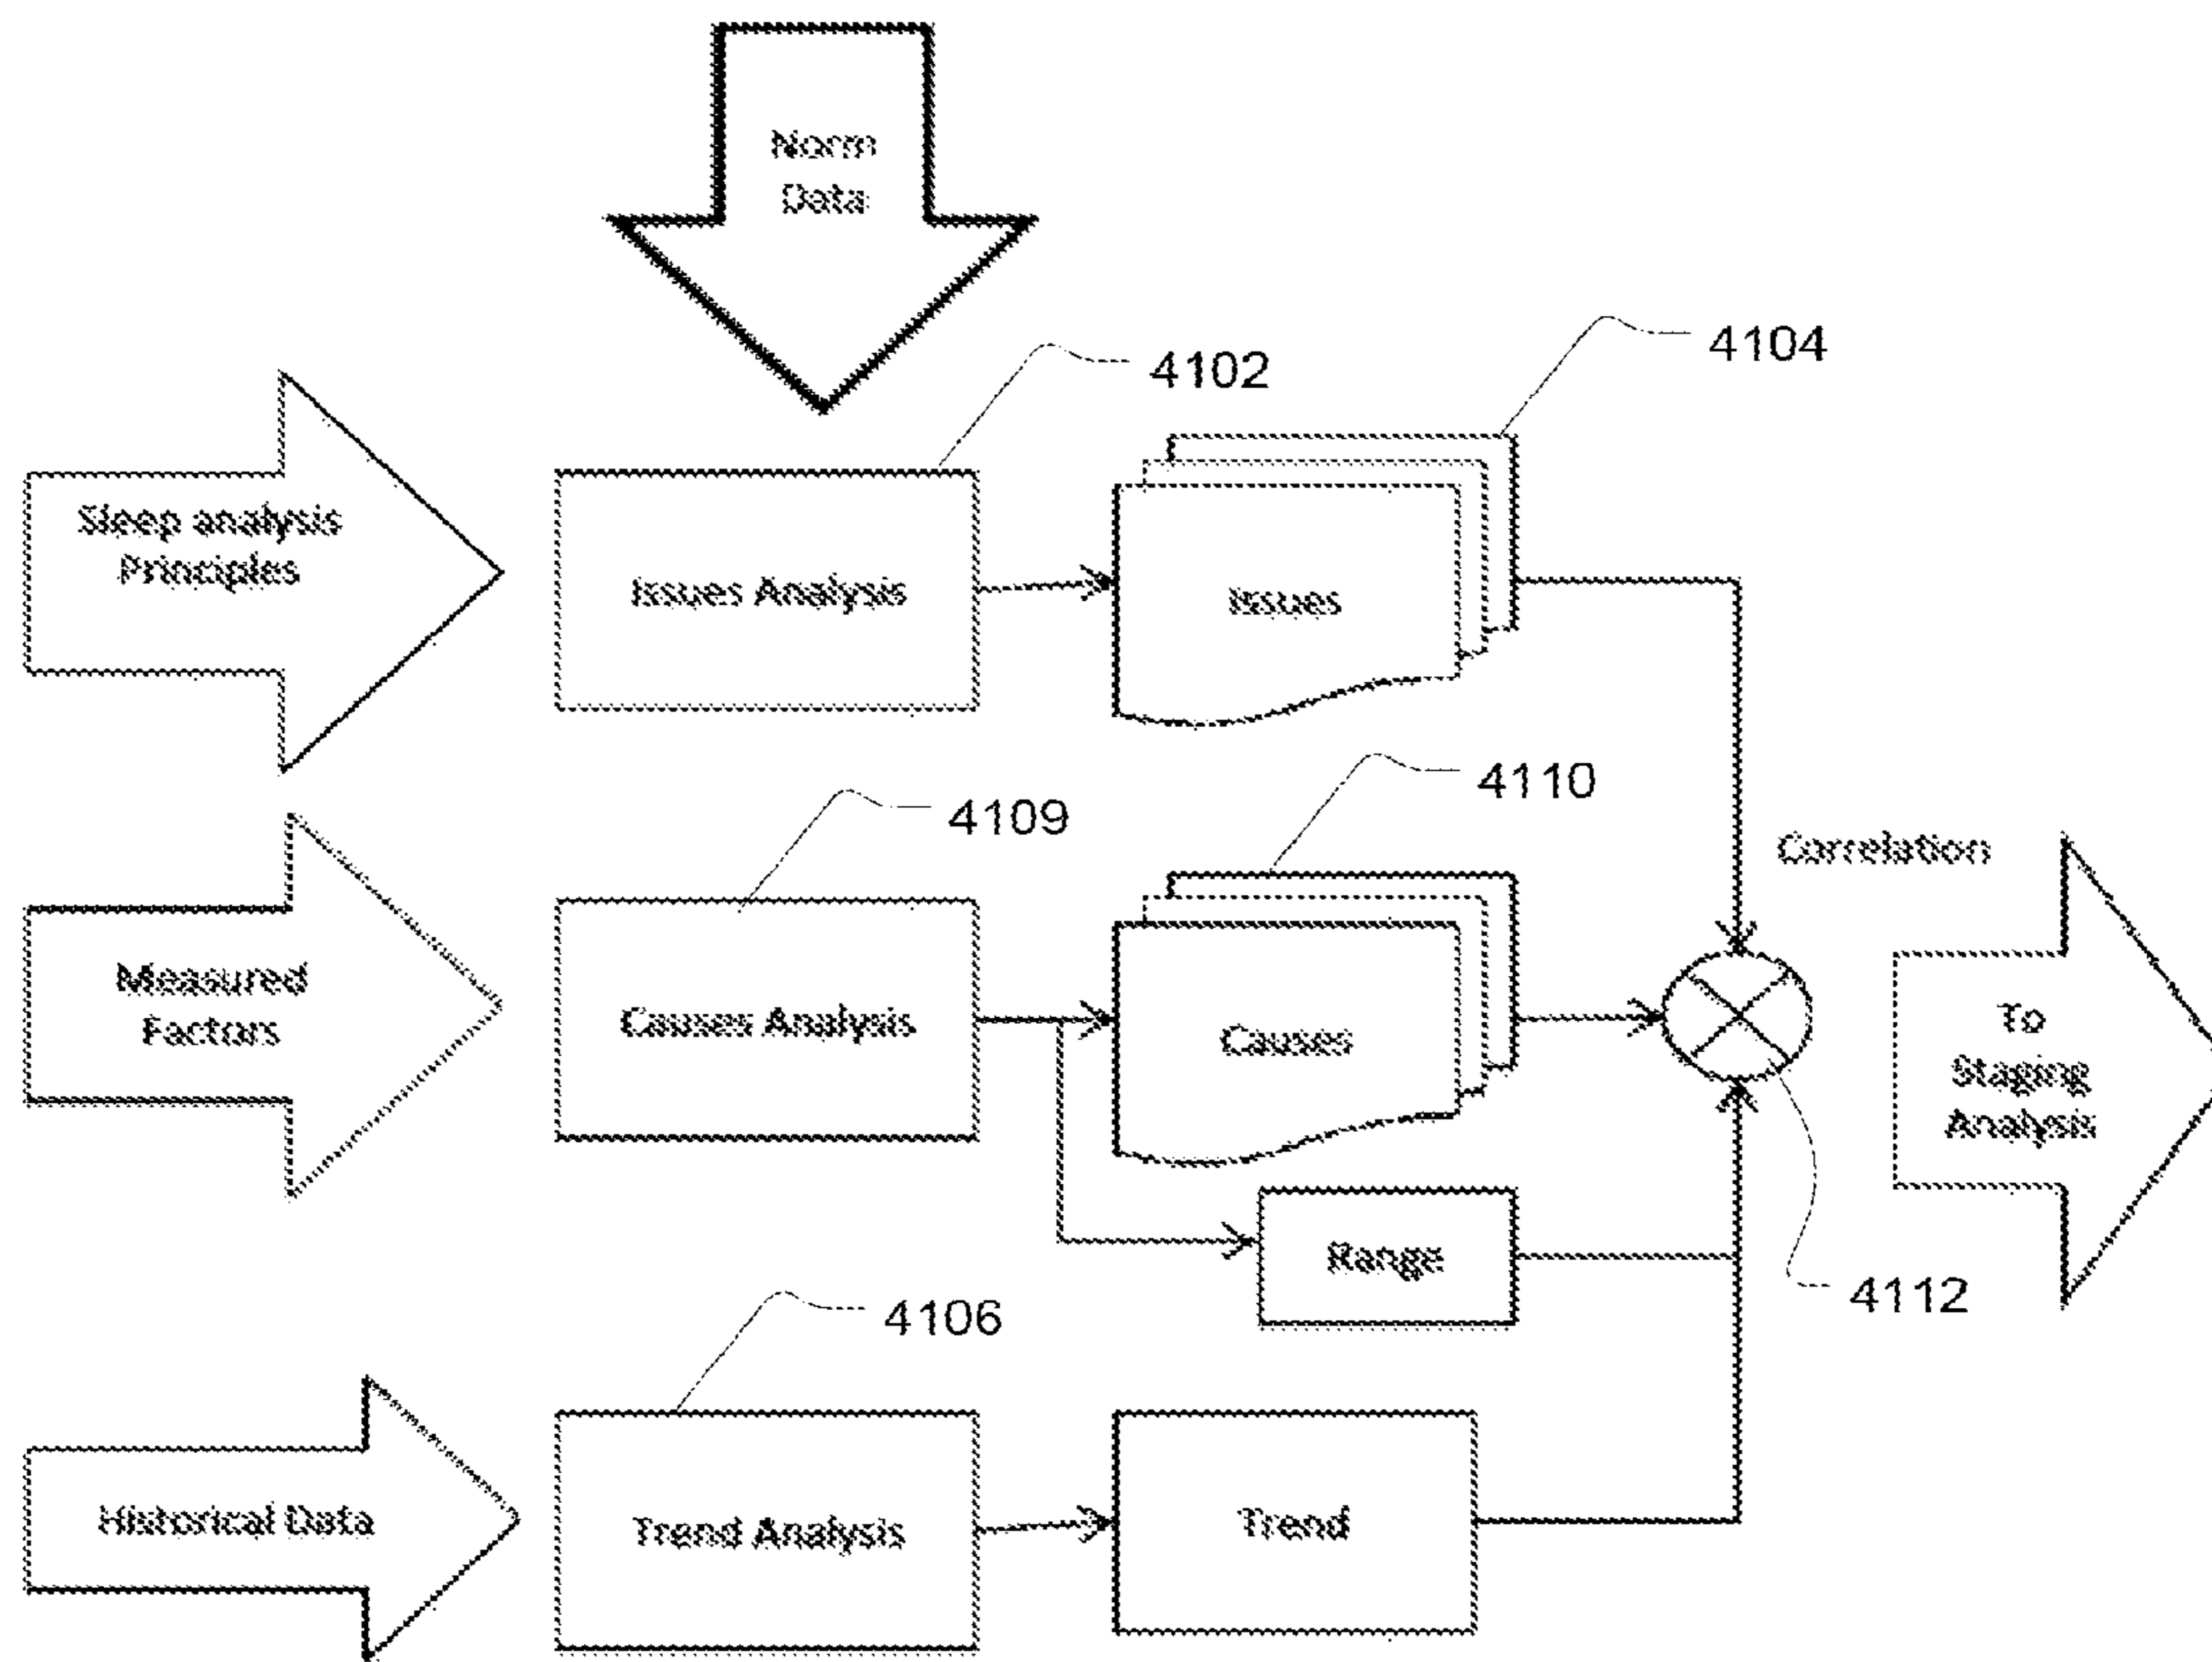 Norm
Data
4104
4102
Sleep analysis
Principles
Issues Analysis
Issues
4110
4109
Correlation
Measured
Factors
Causes Analysis
Causes
To
Staging
Analysis
Range
4112
4106
Historical Data
Trend Analysis
Trend